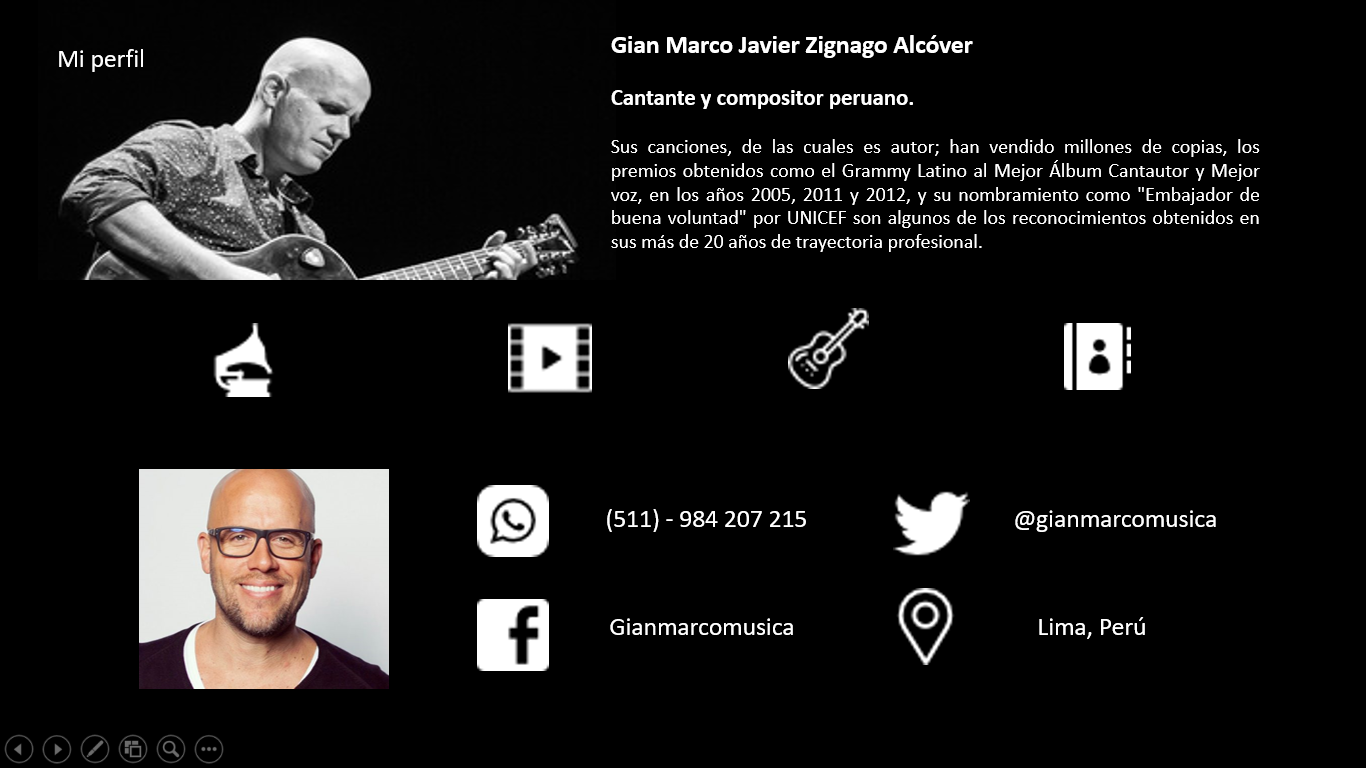 Mi perfil
Gian Marco Javier Zignago Alcóver
Cantante y compositor peruano.
Sus canciones, de las cuales es autor; han vendido millones de copias, los
premios obtenidos como el Grammy Latino al Mejor Álbum Cantautor y Mejor
voz, en los años 2005, 2011 y 2012, y su nombramiento como "Embajador de
buena voluntad" por UNICEF son algunos de los reconocimientos obtenidos en
sus más de 20 años de trayectoria profesional.
(511) - 984 207 215
@gianmarcomusica
Gianmarcomusica
Lima, Perú